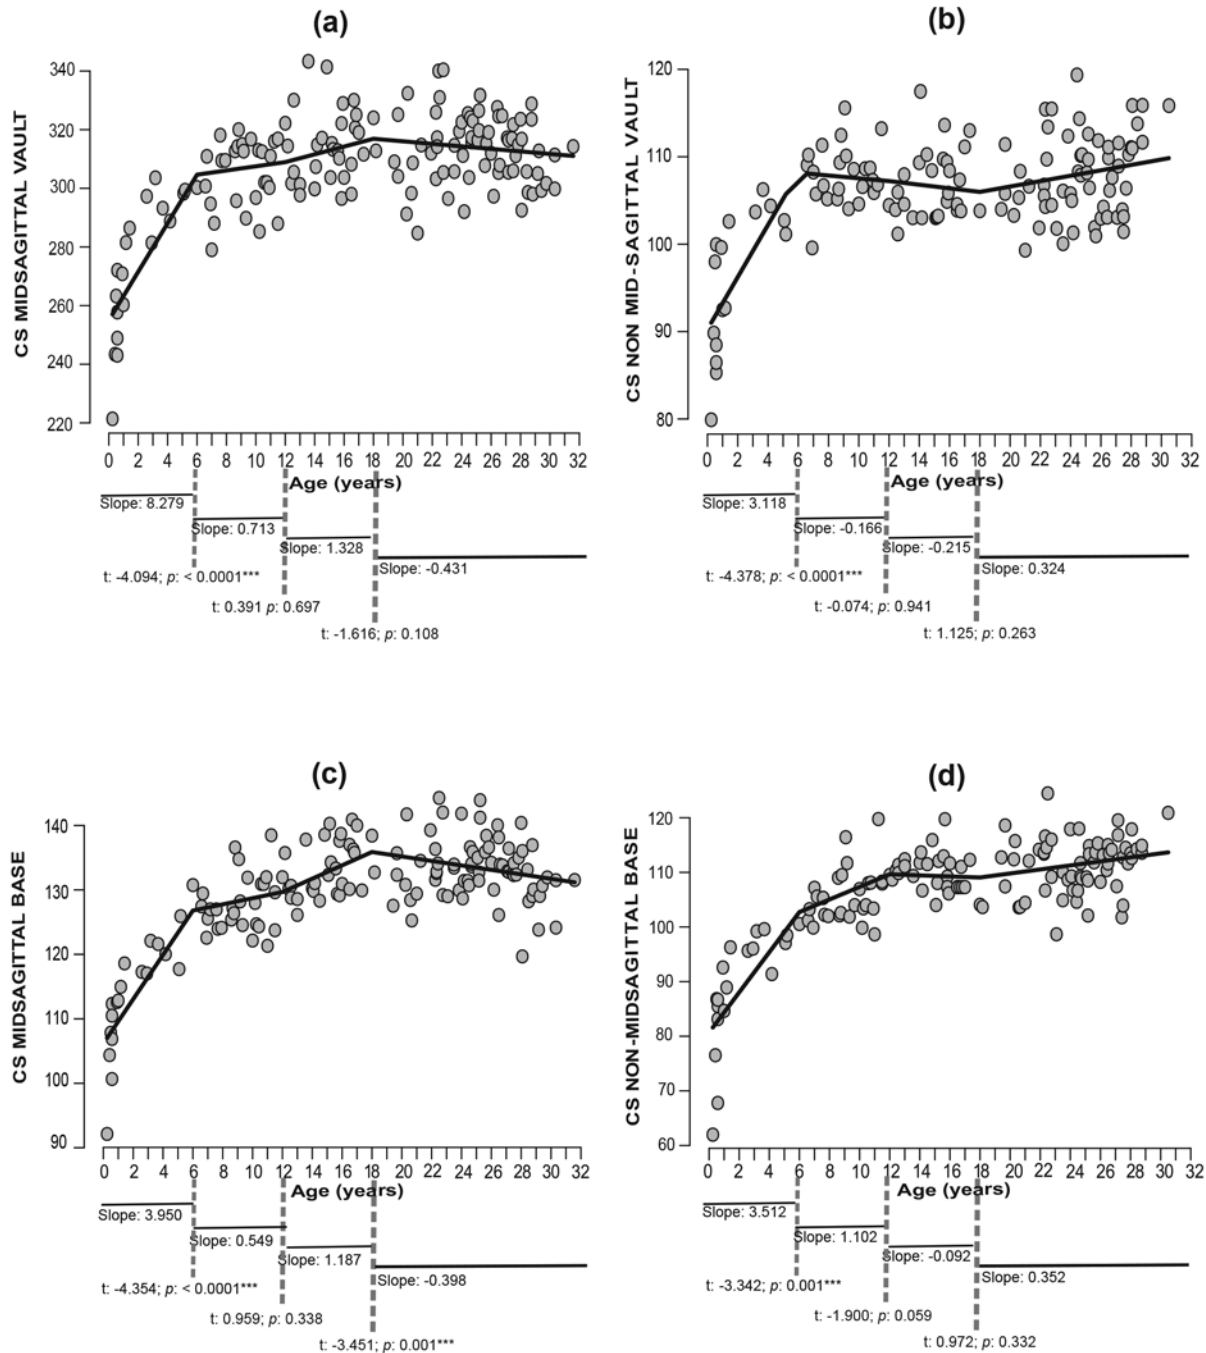 (a)
CS MIDSAGITTAL VAULT
340
320
300
280
260
240
220
0 2 4 6 8 10 12 14 16 18 20 22 24 26 28 30 32
Age (years)
Slope: 8.279
Slope: 0.713
Slope: 1.328
Slope: -0.431
t: -4.094; p: < 0.0001***
t: 0.391 p: 0.697
t: -1.616; p: 0.108
(b)
CS NON MID-SAGITTAL VAULT
120
110
100
90
80
0 2 4 6 8 10 12 14 16 18 20 22 24 26 28 30 32
Age (years)
Slope: 3.118
Slope: -0.166
Slope: -0.215
Slope: 0.324
t: -4.378; p: < 0.0001***
t: -0.074; p: 0.941
t: 1.125; p: 0.263
(c)
CS MIDSAGITTAL BASE
140
130
120
110
100
90
0 2 4 6 8 10 12 14 16 18 20 22 24 26 28 30 32
Age (years)
Slope: 3.950
Slope: 0.549
Slope: 1.187
Slope: -0.398
t: -4.354; p: < 0.0001***
t: 0.959; p: 0.338
t: -3.451; p: 0.001***
(d)
CS NON-MIDSAGITTAL BASE
120
110
100
90
80
70
60
0 2 4 6 8 10 12 14 16 18 20 22 24 26 28 30 32
Age (years)
Slope: 3.512
Slope: 1.102
Slope: -0.092
Slope: 0.352
t: -3.342; p: 0.001***
t: -1.900; p: 0.059
t: 0.972; p: 0.332